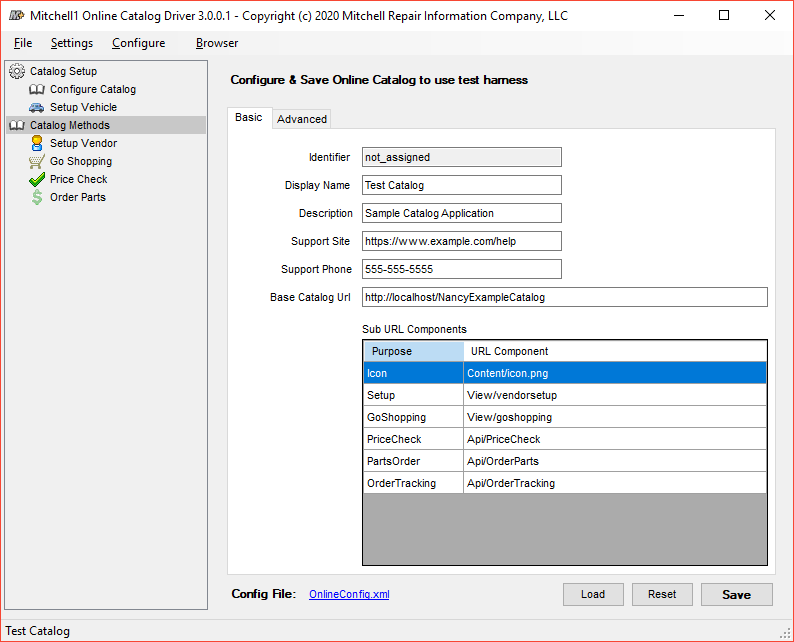 Mitchell1 Online Catalog Driver 3.0.0.1 - Copyright (c) 2020 Mitchell Repair Information Company, LLC
File Settings Configure Browser
Catalog Setup
Configure Catalog
Setup Vehicle
Catalog Methods
Setup Vendor
Go Shopping
Price Check
Order Parts
Configure & Save Online Catalog to use test harness
Basic Advanced
Identifier not_assigned
Display Name Test Catalog
Description Sample Catalog Application
Support Site https://www.example.com/help
Support Phone 555-555-5555
Base Catalog Url http://localhost/NancyExampleCatalog
Sub URL Components
Purpose URL Component
Icon Content/icon.png
Setup View/vendorsetup
GoShopping View/goshopping
PriceCheck Api/PriceCheck
PartsOrder Api/OrderParts
OrderTracking Api/OrderTracking
Config File: OnlineConfig.xml Load Reset Save
Test Catalog